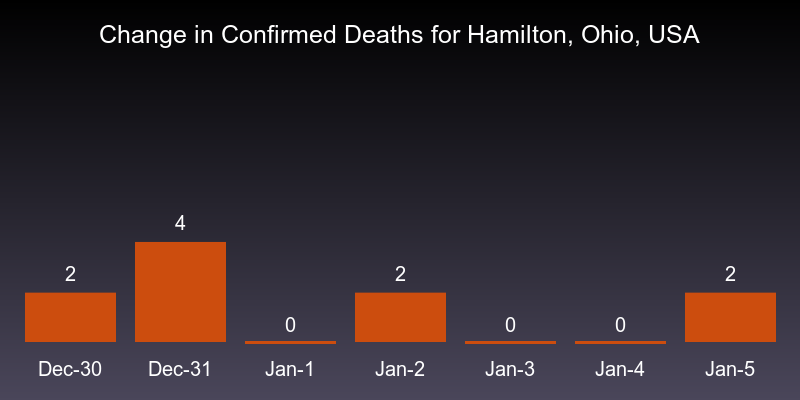 Change in Confirmed Deaths for Hamilton, Ohio, USA
4
2 2 2
0 0 0
Dec-30 Dec-31 Jan-1 Jan-2 Jan-3 Jan-4 Jan-5